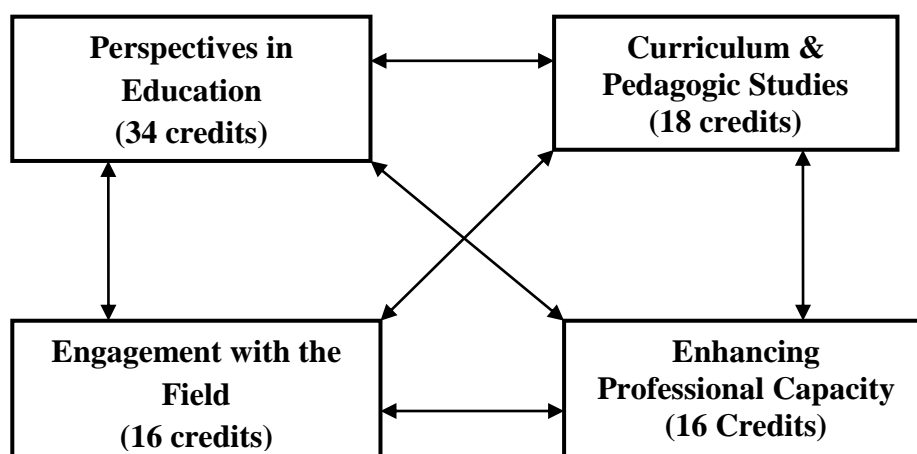 Perspectives in
Education
(34 credits)
Curriculum &
Pedagogic Studies
(18 credits)
Engagement with the
Field
(16 credits)
Enhancing
Professional Capacity
(16 Credits)